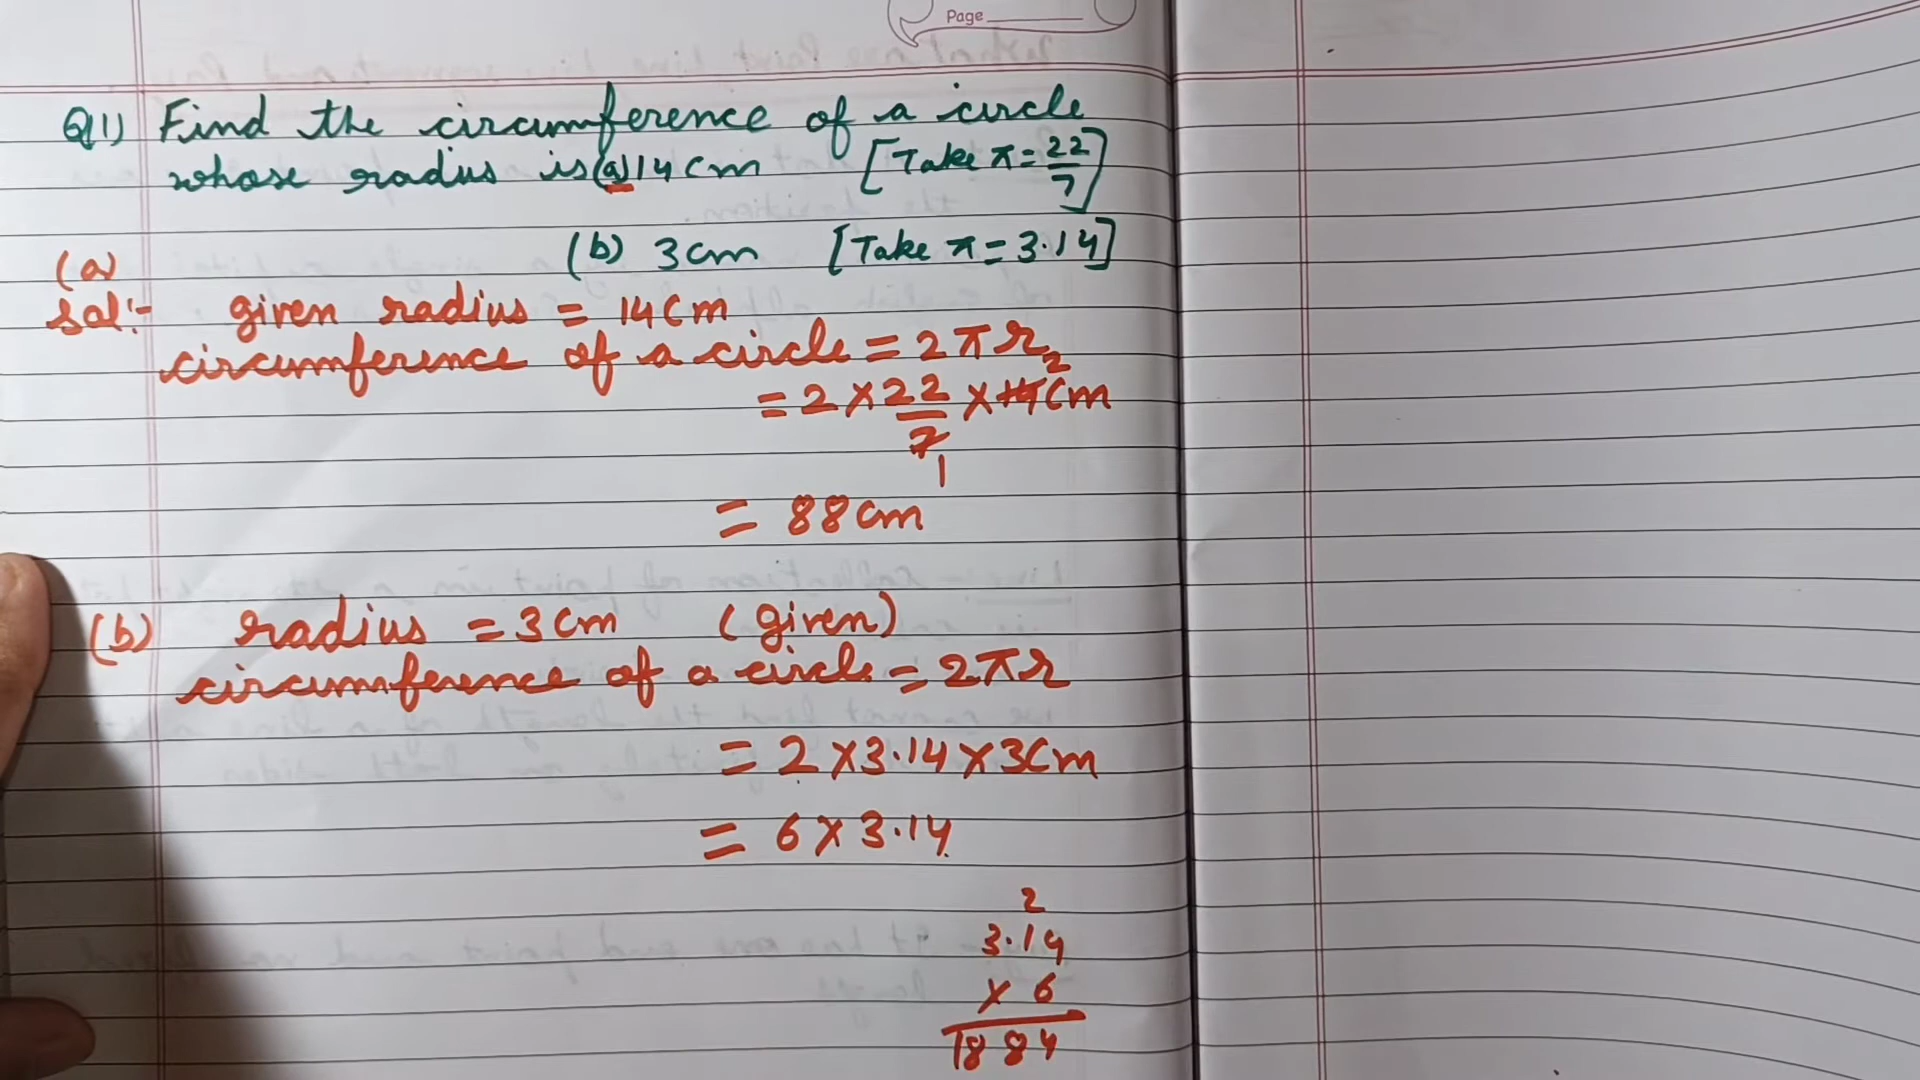 Page
Q1) Find the circumference of a circle
whose radius is (a) 14 cm [Take π = 22/7]
(b) 3 cm [Take π = 3.14]
(a)
Sol:- given radius = 14 cm
circumference of a circle = 2πr
= 2 × 22/7 × 14 cm
2
1
= 88 cm
(b) radius = 3 cm (given)
circumference of a circle = 2πr
= 2 × 3.14 × 3 cm
= 6 × 3.14
2
3.14
× 6
1884